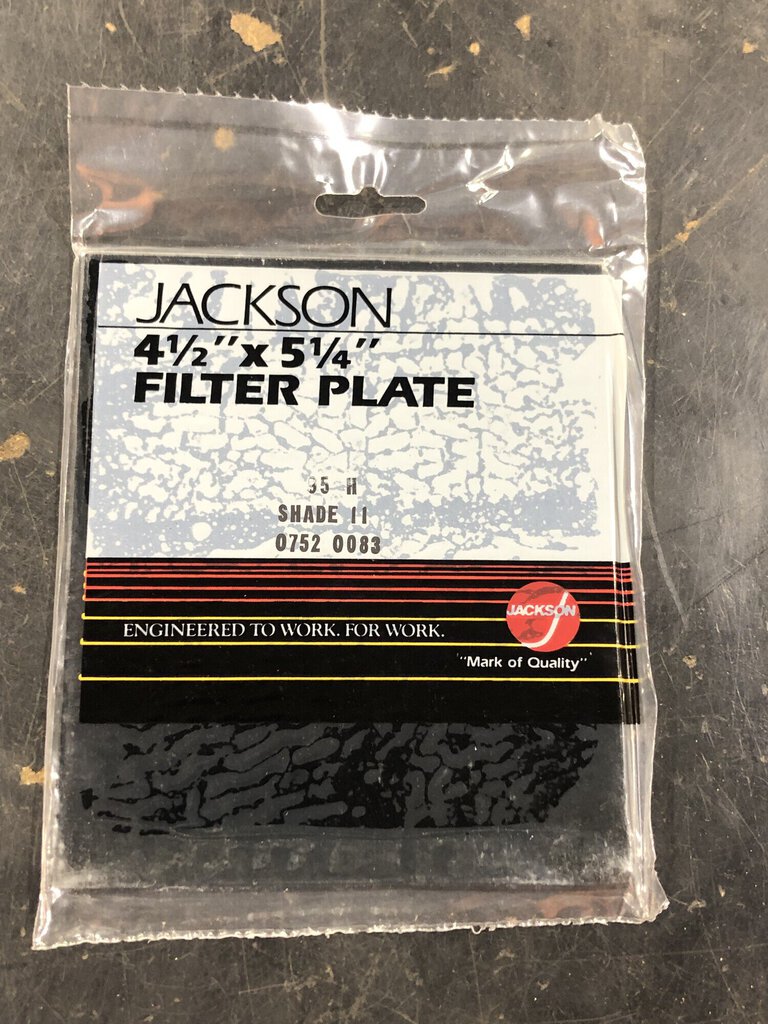 JACKSON
4½" x 5¼"
FILTER PLATE
H
SHADE 11
0752 0083
ENGINEERED TO WORK. FOR WORK.
JACKSON
"Mark of Quality"